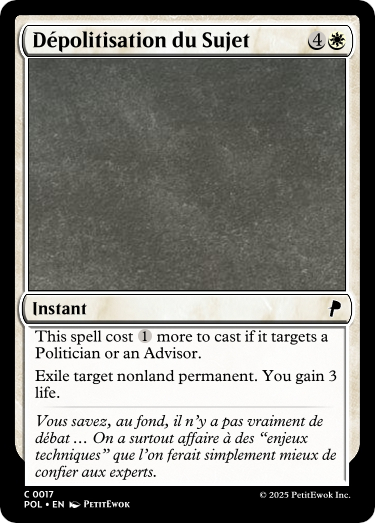 Dépolitisation du Sujet 4
Instant
This spell cost 1 more to cast if it targets a
Politician or an Advisor.
Exile target nonland permanent. You gain 3
life.
Vous savez, au fond, il n’y a pas vraiment de
débat … On a surtout affaire à des “enjeux
techniques” que l’on ferait simplement mieux de
confier aux experts.
C 0017
POL • EN PetitEwok
© 2025 PetitEwok Inc.